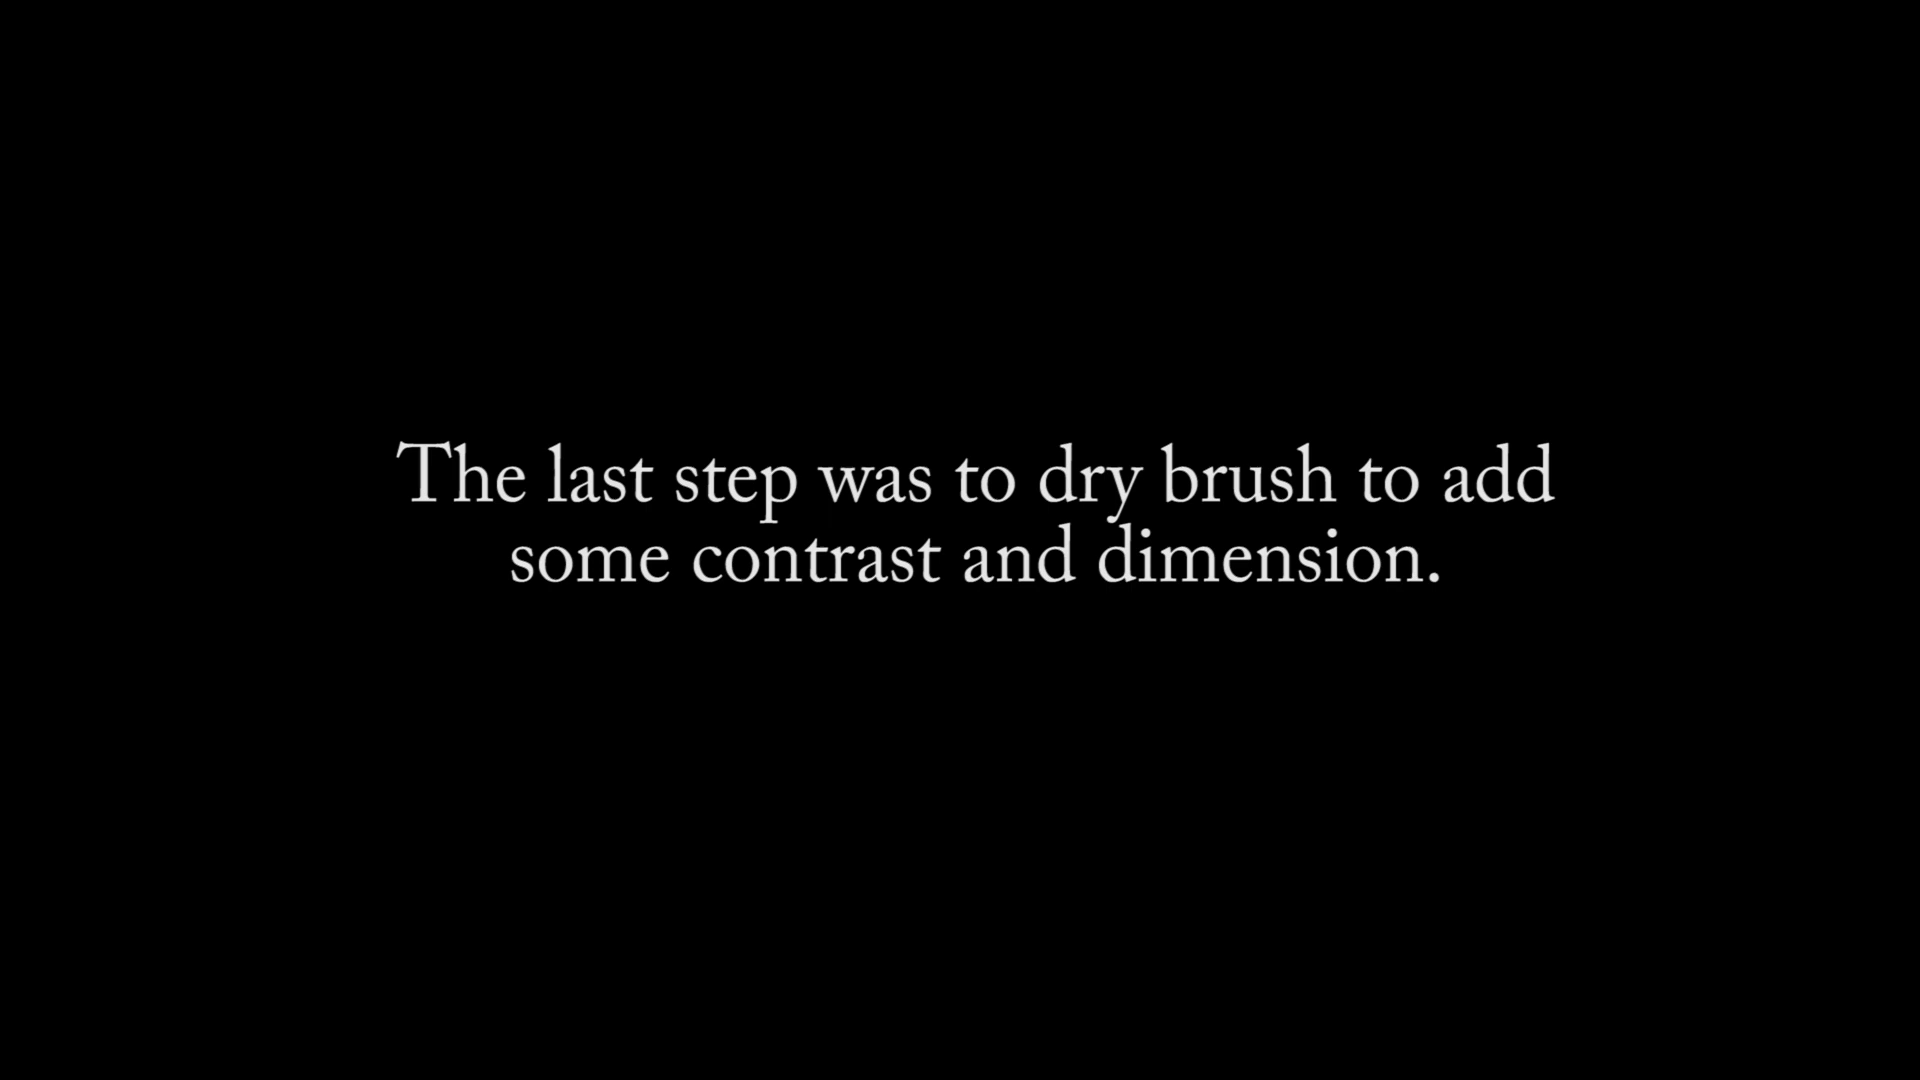 The last step was to dry brush to add
some contrast and dimension.